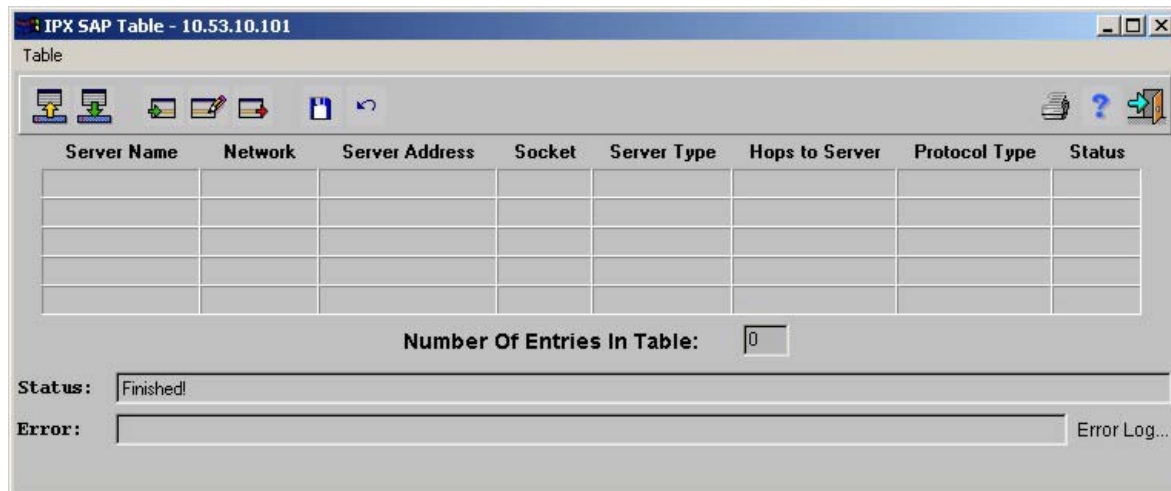 IPX SAP Table - 10.53.10.101
Table
Server Name Network Server Address Socket Server Type Hops to Server Protocol Type Status
Number Of Entries In Table: 0
Status: Finished!
Error: Error Log...